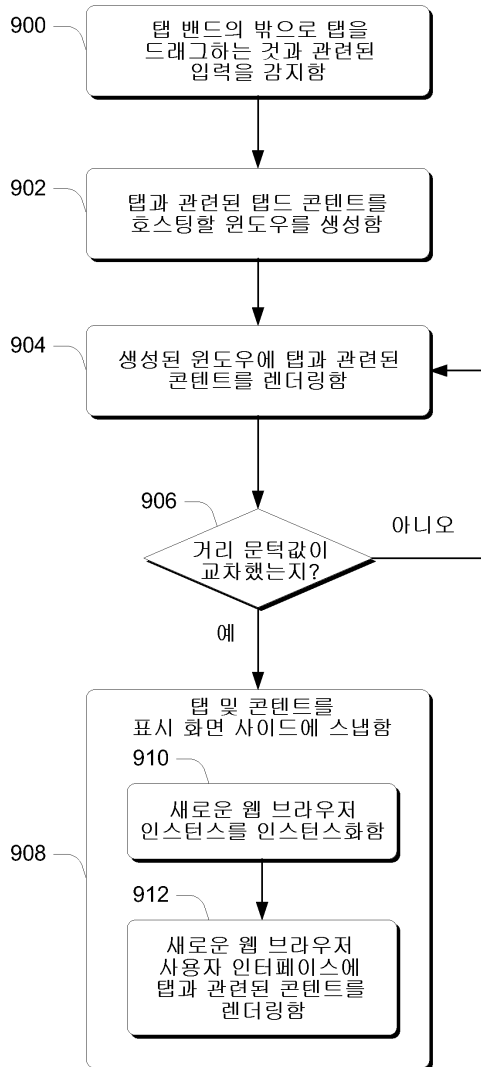 900
탭 밴드의 밖으로 탭을
드래그하는 것과 관련된
입력을 감지함
902
탭과 관련된 탭드 콘텐트를
호스팅할 윈도우를 생성함
904
생성된 윈도우에 탭과 관련된
콘텐트를 렌더링함
906
거리 문턱값이
교차했는지?
아니오
예
908
탭 및 콘텐트를
표시 화면 사이드에 스냅함
910
새로운 웹 브라우저
인스턴스를 인스턴스화함
912
새로운 웹 브라우저
사용자 인터페이스에
탭과 관련된 콘텐트를
렌더링함